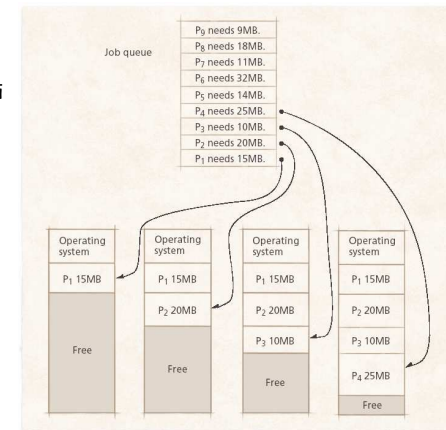 i
Job queue
P9 needs 9MB.
P8 needs 18MB.
P7 needs 11MB.
P6 needs 32MB.
P5 needs 14MB.
P4 needs 25MB.
P3 needs 10MB.
P2 needs 20MB.
P1 needs 15MB.
Operating
system
P1 15MB
Free
Operating
system
P1 15MB
P2 20MB
Free
Operating
system
P1 15MB
P2 20MB
P3 10MB
Free
Operating
system
P1 15MB
P2 20MB
P3 10MB
P4 25MB
Free